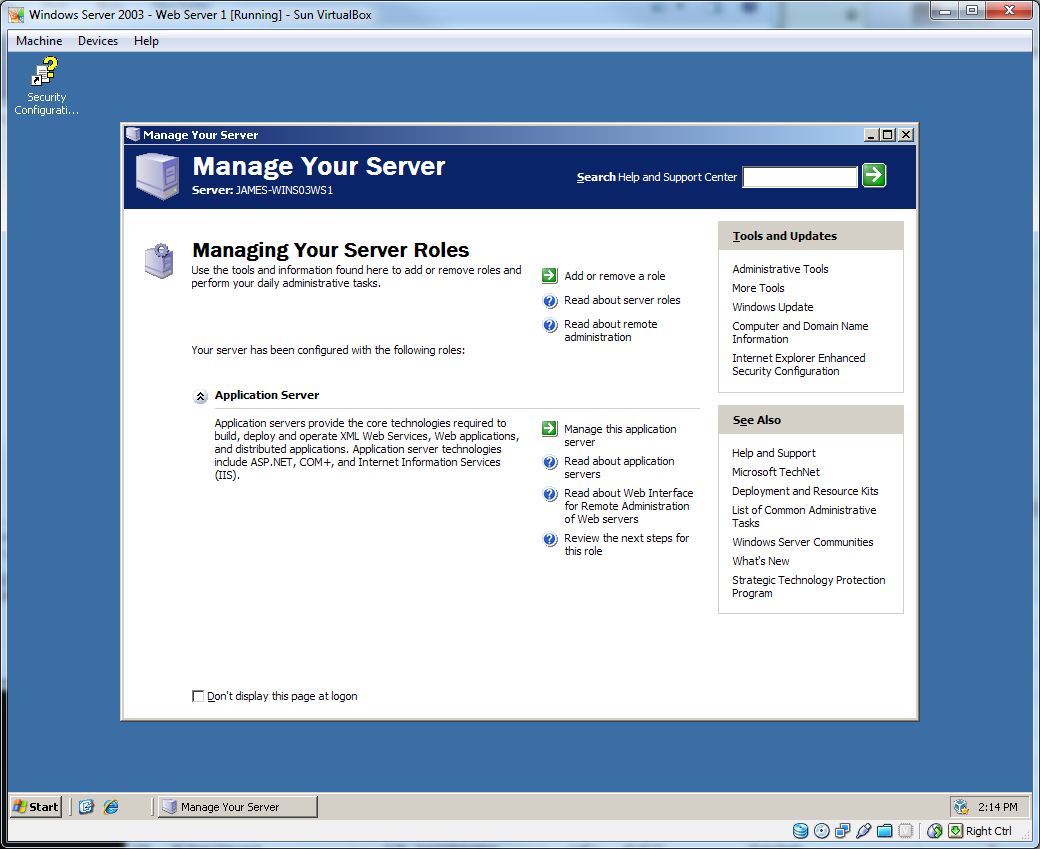 Windows Server 2003 - Web Server 1 [Running] - Sun VirtualBox
Machine Devices Help
Security
Configurati...
Manage Your Server
Manage Your Server
Server: JAMES-WINS03WS1
Search Help and Support Center
Managing Your Server Roles
Use the tools and information found here to add or remove roles and
perform your daily administrative tasks.
Add or remove a role
Read about server roles
Read about remote
administration
Your server has been configured with the following roles:
Application Server
Application servers provide the core technologies required to
build, deploy and operate XML Web Services, Web applications,
and distributed applications. Application server technologies
include ASP.NET, COM+, and Internet Information Services
(IIS).
Manage this application
server
Read about application
servers
Read about Web Interface
for Remote Administration
of Web servers
Review the next steps for
this role
Tools and Updates
Administrative Tools
More Tools
Windows Update
Computer and Domain Name
Information
Internet Explorer Enhanced
Security Configuration
See Also
Help and Support
Microsoft TechNet
Deployment and Resource Kits
List of Common Administrative
Tasks
Windows Server Communities
What's New
Strategic Technology Protection
Program
Don't display this page at logon
Start
Manage Your Server
2:14 PM
Right Ctrl